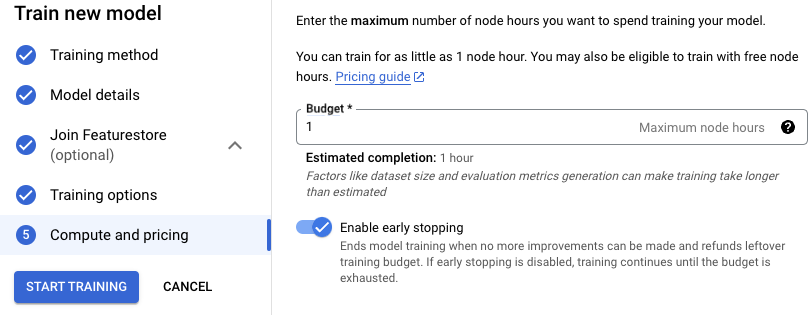 Train new model
Training method
Model details
Join Featurestore
(optional)
Training options
5
Compute and pricing
START TRAINING
CANCEL
Enter the maximum number of node hours you want to spend training your model.
You can train for as little as 1 node hour. You may also be eligible to train with free node
hours. Pricing guide
Budget *
1
Maximum node hours
?
Estimated completion: 1 hour
Factors like dataset size and evaluation metrics generation can make training take longer
than estimated
Enable early stopping
Ends model training when no more improvements can be made and refunds leftover
training budget. If early stopping is disabled, training continues until the budget is
exhausted.